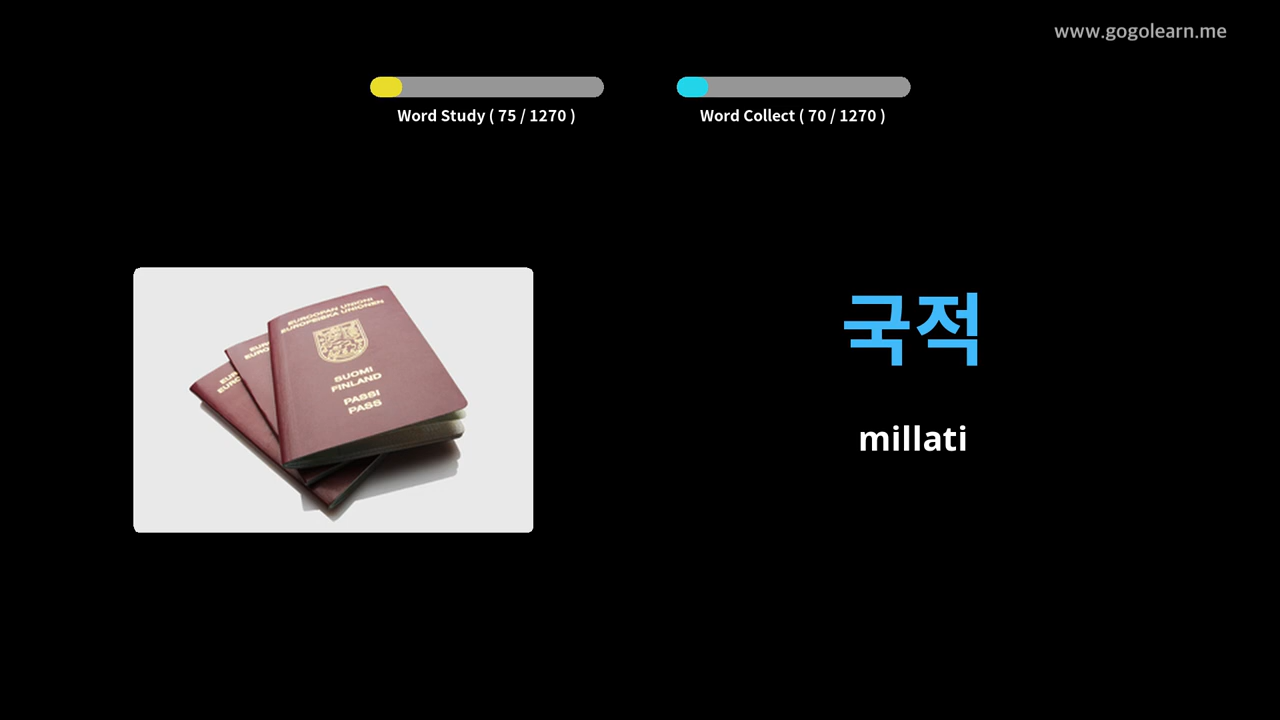 www.gogolearn.me
Word Study ( 75 / 1270 )
Word Collect ( 70 / 1270 )
EUROOPAN UNIONI
EUROPEISKA UNIONEN
SUOMI
FINLAND
PASSI
PASS
국적
millati